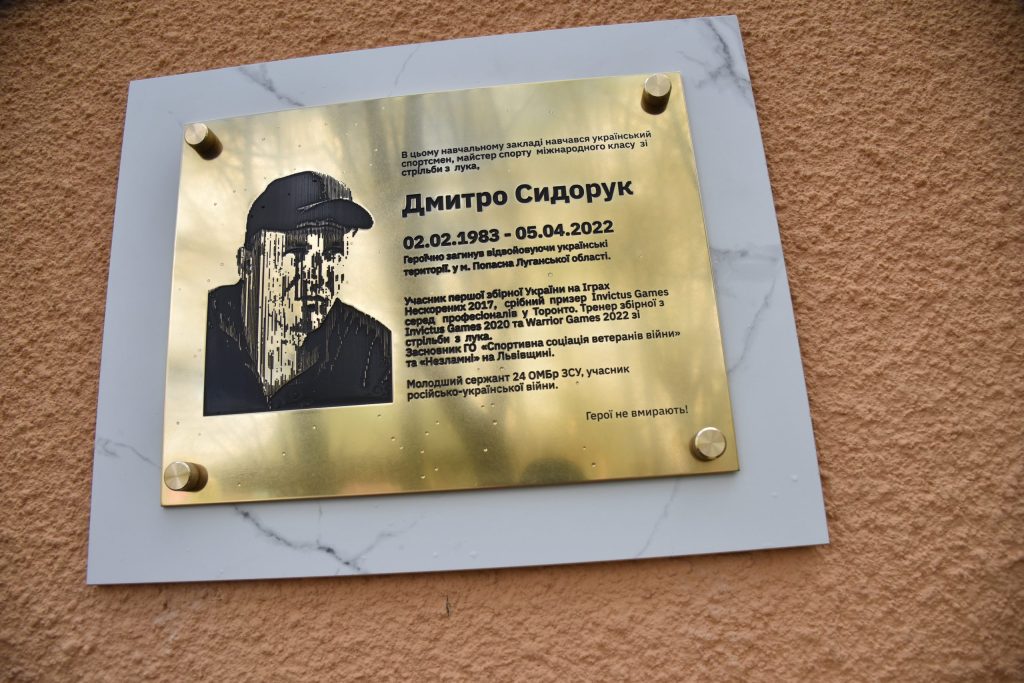 В цьому навчальному закладі навчався український
спортсмен, майстер спорту міжнародного класу зі
стрільби з лука,
Дмитро Сидорук
02.02.1983 - 05.04.2022
Героїчно загинув відвойовуючи українські
території. у м. Попасна Луганської області.
Учасник першої збірної України на Іграх
Нескорених 2017, срібний призер Invictus Games
серед професіоналів у Торонто. Тренер збірної з
Invictus Games 2020 та Warrior Games 2022 зі
стрільби з лука.
Засновник ГО «Спортивна соціація ветеранів війни»
та «Незламні» на Львівщині.
Молодший сержант 24 ОМБр ЗСУ, учасник
російсько-української війни.
Герої не вмирають!